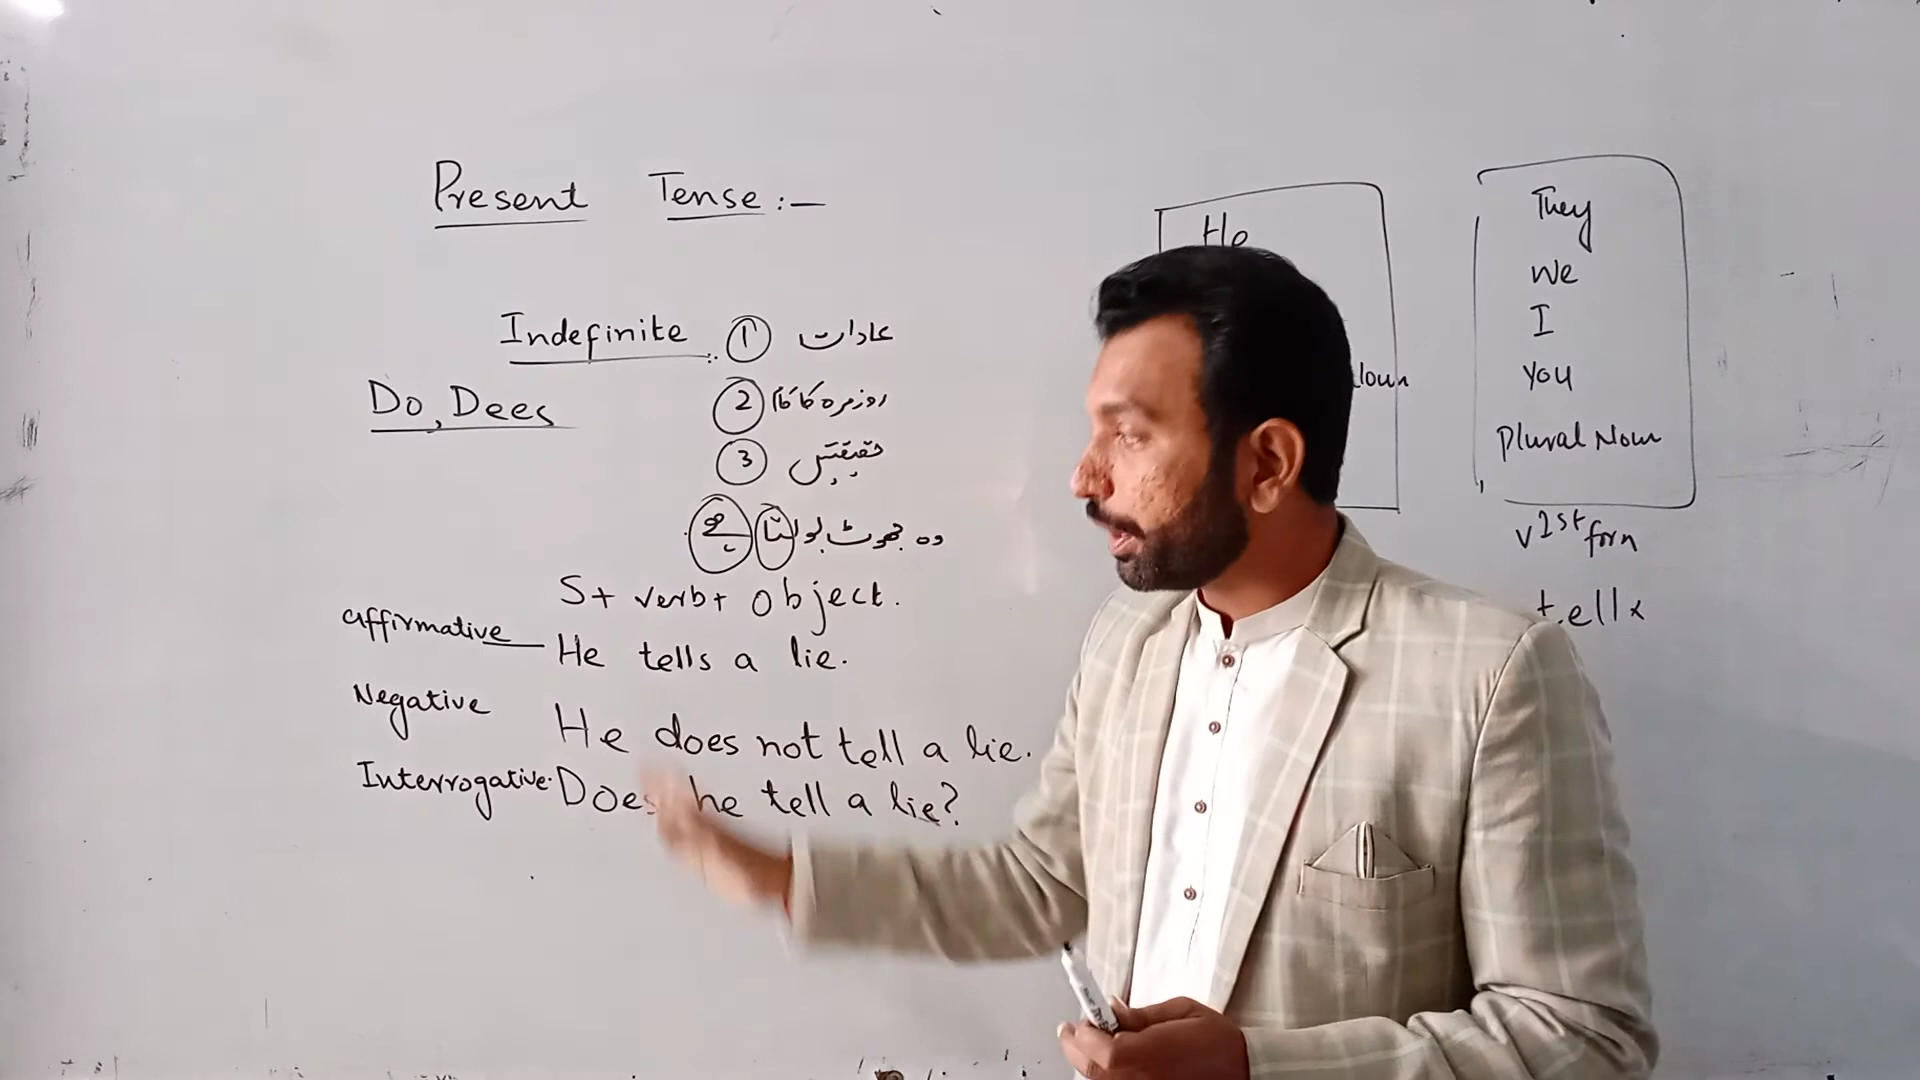 Present Tense:-
Indefinite :. 1 عادات
Do, Dees
2 روزمرہ کا کام
3 حقیقتیں
وہ جھوٹ بولتا ہے
S+ verb+ object.
affirmative He tells a lie.
Negative He does not tell a lie.
Interrogative. Does he tell a lie?
He
They
We
I
You
Plural Noun
v 1st form
tell x